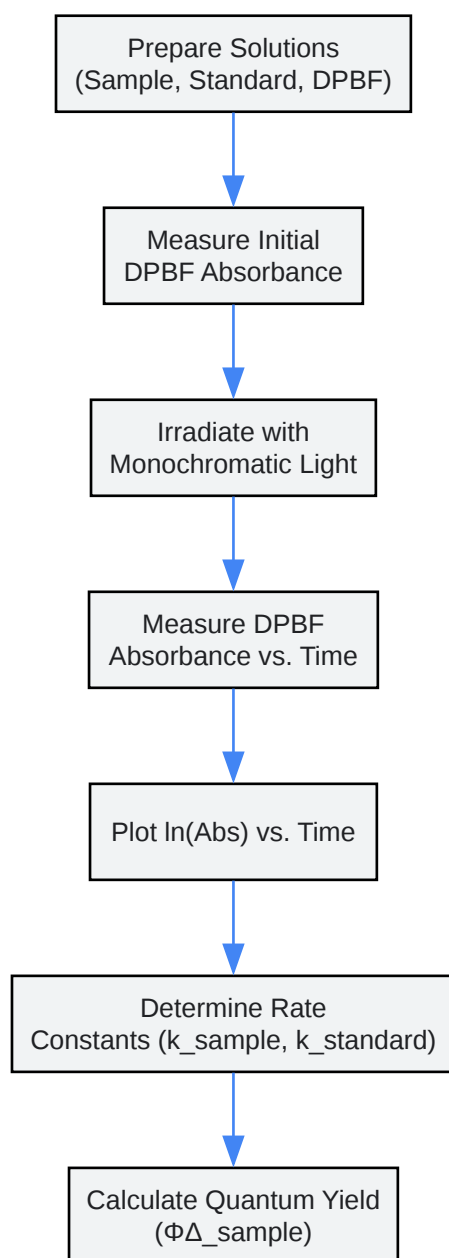 Prepare Solutions
(Sample, Standard, DPBF)
Measure Initial
DPBF Absorbance
Irradiate with
Monochromatic Light
Measure DPBF
Absorbance vs. Time
Plot ln(Abs) vs. Time
Determine Rate
Constants (k_sample, k_standard)
Calculate Quantum Yield
(ΦΔ_sample)